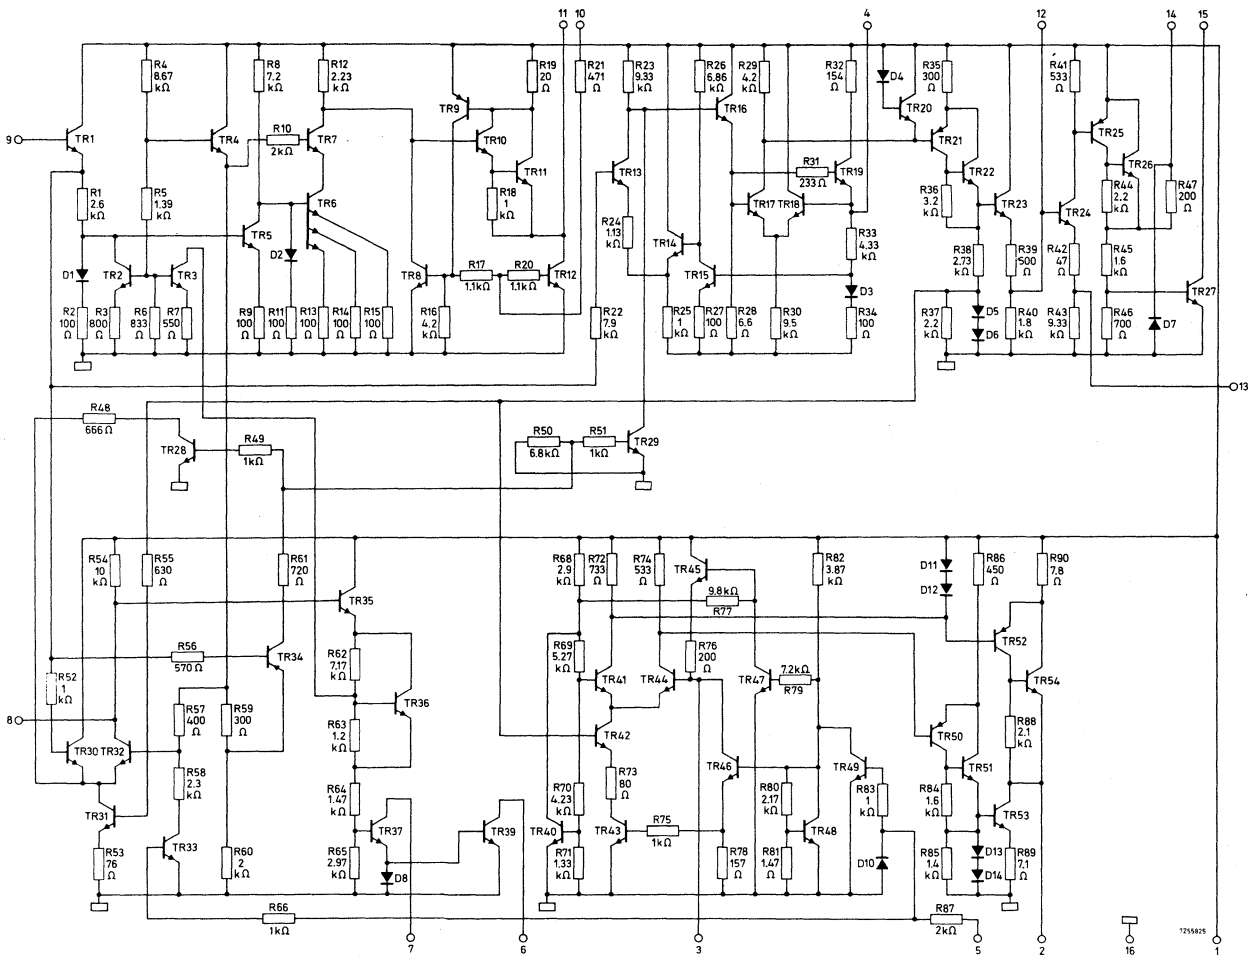 11 10 4 12 14 15
R4 8.67 kΩ
R8 7.2 kΩ
R12 2.23 kΩ
R19 20 Ω
R21 471 Ω
R23 9.33 kΩ
R26 6.86 kΩ
R29 4.2 kΩ
R32 154 Ω
D4
R35 300 Ω
R41 533 Ω
9
TR1
TR4
R10 2kΩ
TR7
TR9
TR10
TR11
TR16
TR20
TR21
TR25
TR26
R1 2.6 kΩ
R5 1.39 kΩ
TR6
R18 1 kΩ
TR13
R31 233Ω
TR19
TR22
R36 3.2 kΩ
R44 2.2 kΩ
R47 200 Ω
TR5
D2
R24 1.13 kΩ
TR14
TR17
TR18
R33 4.33 kΩ
TR23
TR24
R38 2.73 kΩ
R39 500 Ω
R42 47 Ω
R45 1.6 kΩ
D1
TR2
TR3
TR8
R17 1.1kΩ
R20 1.1kΩ
TR12
TR15
D3
TR27
R2 100 Ω
R3 800 Ω
R6 833 Ω
R7 550 Ω
R9 100 Ω
R11 100 Ω
R13 100 Ω
R14 100 Ω
R15 100 Ω
R16 4.2 kΩ
R22 7.9 kΩ
R25 1 kΩ
R27 100 Ω
R28 6.6 Ω
R30 9.5 kΩ
R34 100 Ω
R37 2.2 kΩ
D5
D6
R40 1.8 kΩ
R43 9.33 kΩ
R46 700 Ω
D7
13
R48 666Ω
TR28
R49 1kΩ
R50 6.8kΩ
R51 1kΩ
TR29
R54 10 kΩ
R55 630 Ω
R61 720 Ω
TR35
R68 2.9 kΩ
R72 733 Ω
R74 533 Ω
TR45
9.8kΩ R77
R82 3.87 kΩ
D11
D12
R86 450 Ω
R90 7.8 Ω
R56 570Ω
TR34
R62 7.17 kΩ
R69 5.27 kΩ
R76 200 Ω
TR52
R52 1 kΩ
R57 400 Ω
R59 300 Ω
TR36
TR41
TR44
TR47
7.2kΩ R79
TR54
8
TR30
TR32
R63 1.2 kΩ
TR42
TR50
R88 2.1 kΩ
R58 2.3 kΩ
R64 1.47 kΩ
R70 4.23 kΩ
R73 80 Ω
TR46
R80 2.17 kΩ
TR49
R83 1 kΩ
TR51
R84 1.6 kΩ
TR31
TR33
TR37
TR39
TR40
TR43
R75 1kΩ
TR48
TR53
R53 76 Ω
R60 2 kΩ
R65 2.97 kΩ
D8
R71 1.33 kΩ
R78 157 Ω
R81 1.47 Ω
D10
R85 1.4 kΩ
D13
D14
R89 7.1 Ω
R66 1kΩ
R87 2kΩ
7Z55825
7 6 3 5 2 16 1